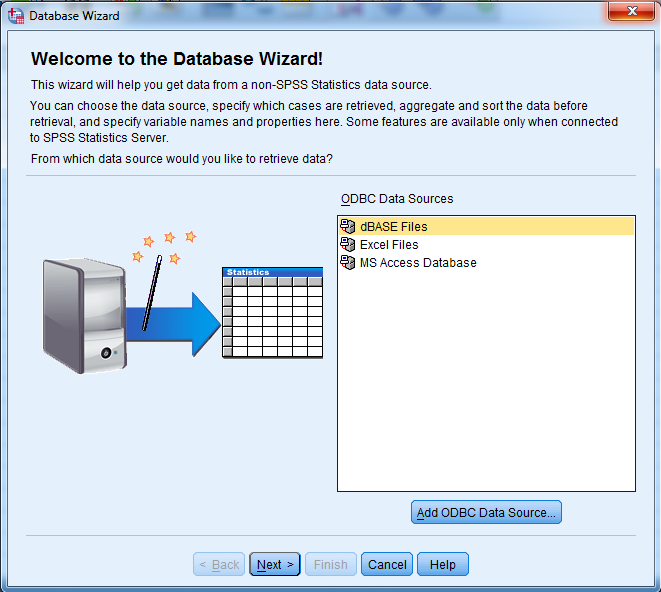 Database Wizard
Welcome to the Database Wizard!
This wizard will help you get data from a non-SPSS Statistics data source.
You can choose the data source, specify which cases are retrieved, aggregate and sort the data before
retrieval, and specify variable names and properties here. Some features are available only when connected
to SPSS Statistics Server.
From which data source would you like to retrieve data?
ODBC Data Sources
dBASE Files
Excel Files
MS Access Database
Statistics
Add ODBC Data Source...
< Back Next > Finish Cancel Help